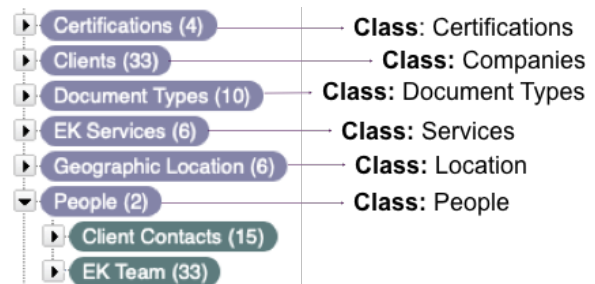 Certifications (4) Class: Certifications
Clients (33) Class: Companies
Document Types (10) Class: Document Types
EK Services (6) Class: Services
Geographic Location (6) Class: Location
People (2) Class: People
Client Contacts (15)
EK Team (33)